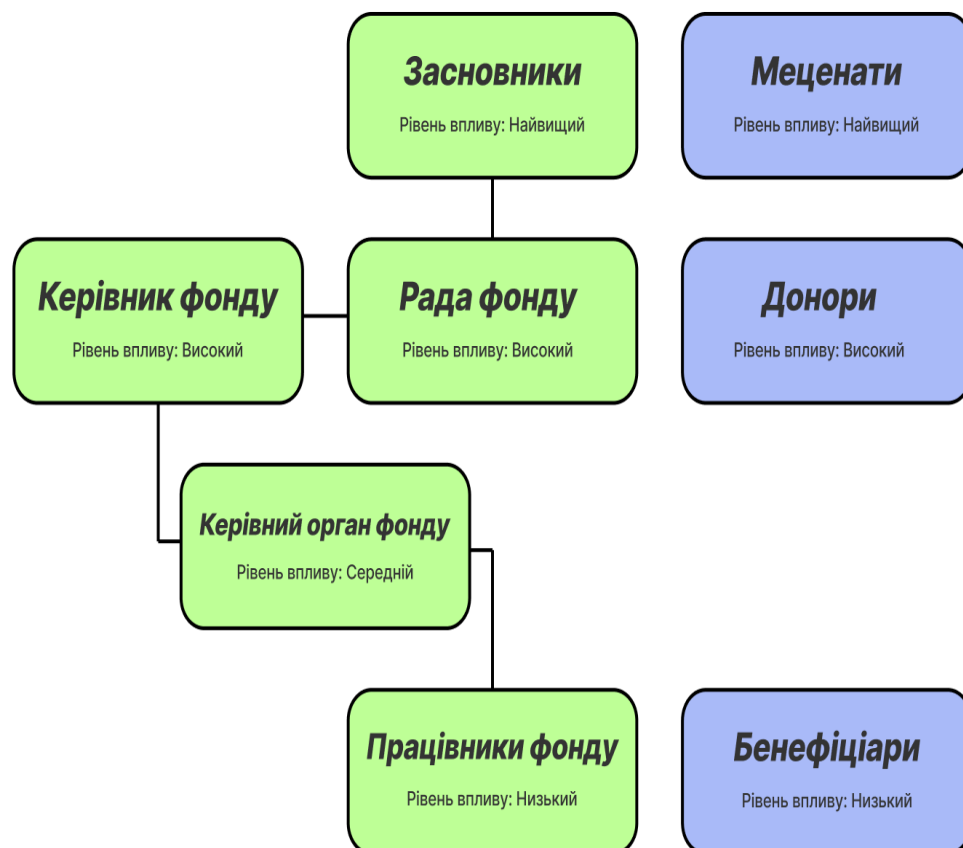 Засновники
Рівень впливу: Найвищий
Меценати
Рівень впливу: Найвищий
Керівник фонду
Рівень впливу: Високий
Рада фонду
Рівень впливу: Високий
Донори
Рівень впливу: Високий
Керівний орган фонду
Рівень впливу: Середній
Працівники фонду
Рівень впливу: Низький
Бенефіціари
Рівень впливу: Низький